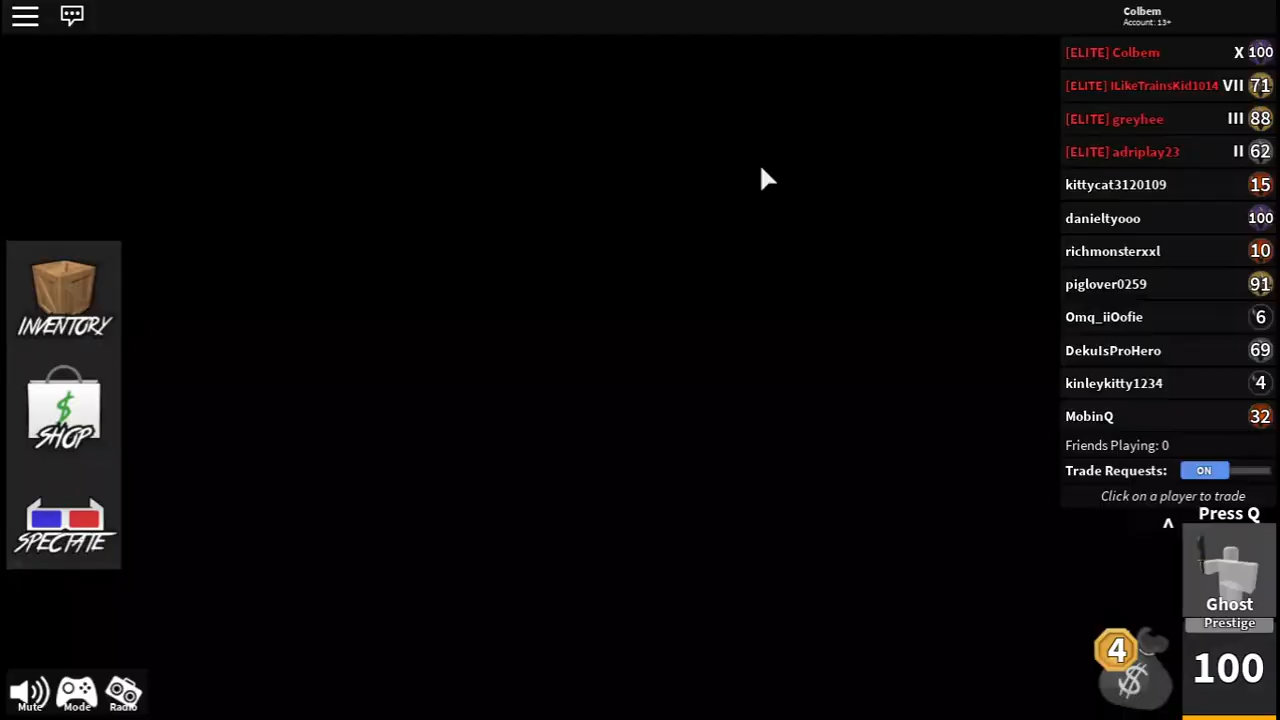 Colbem
Account: 13+
[ELITE] Colbem X 100
[ELITE] ILikeTrainsKid1014 VII 71
[ELITE] greyhee III 88
[ELITE] adriplay23 II 62
kittycat3120109 15
danieltyooo 100
richmonsterxxl 10
piglover0259 91
Omq_iiOofie 6
DekuIsProHero 69
kinleykitty1234 4
MobinQ 32
Friends Playing: 0
Trade Requests: ON
Click on a player to trade
Press Q
^
Ghost
Prestige
4
$
100
INVENTORY
$
SHOP
SPECTATE
Mute Mode Radio